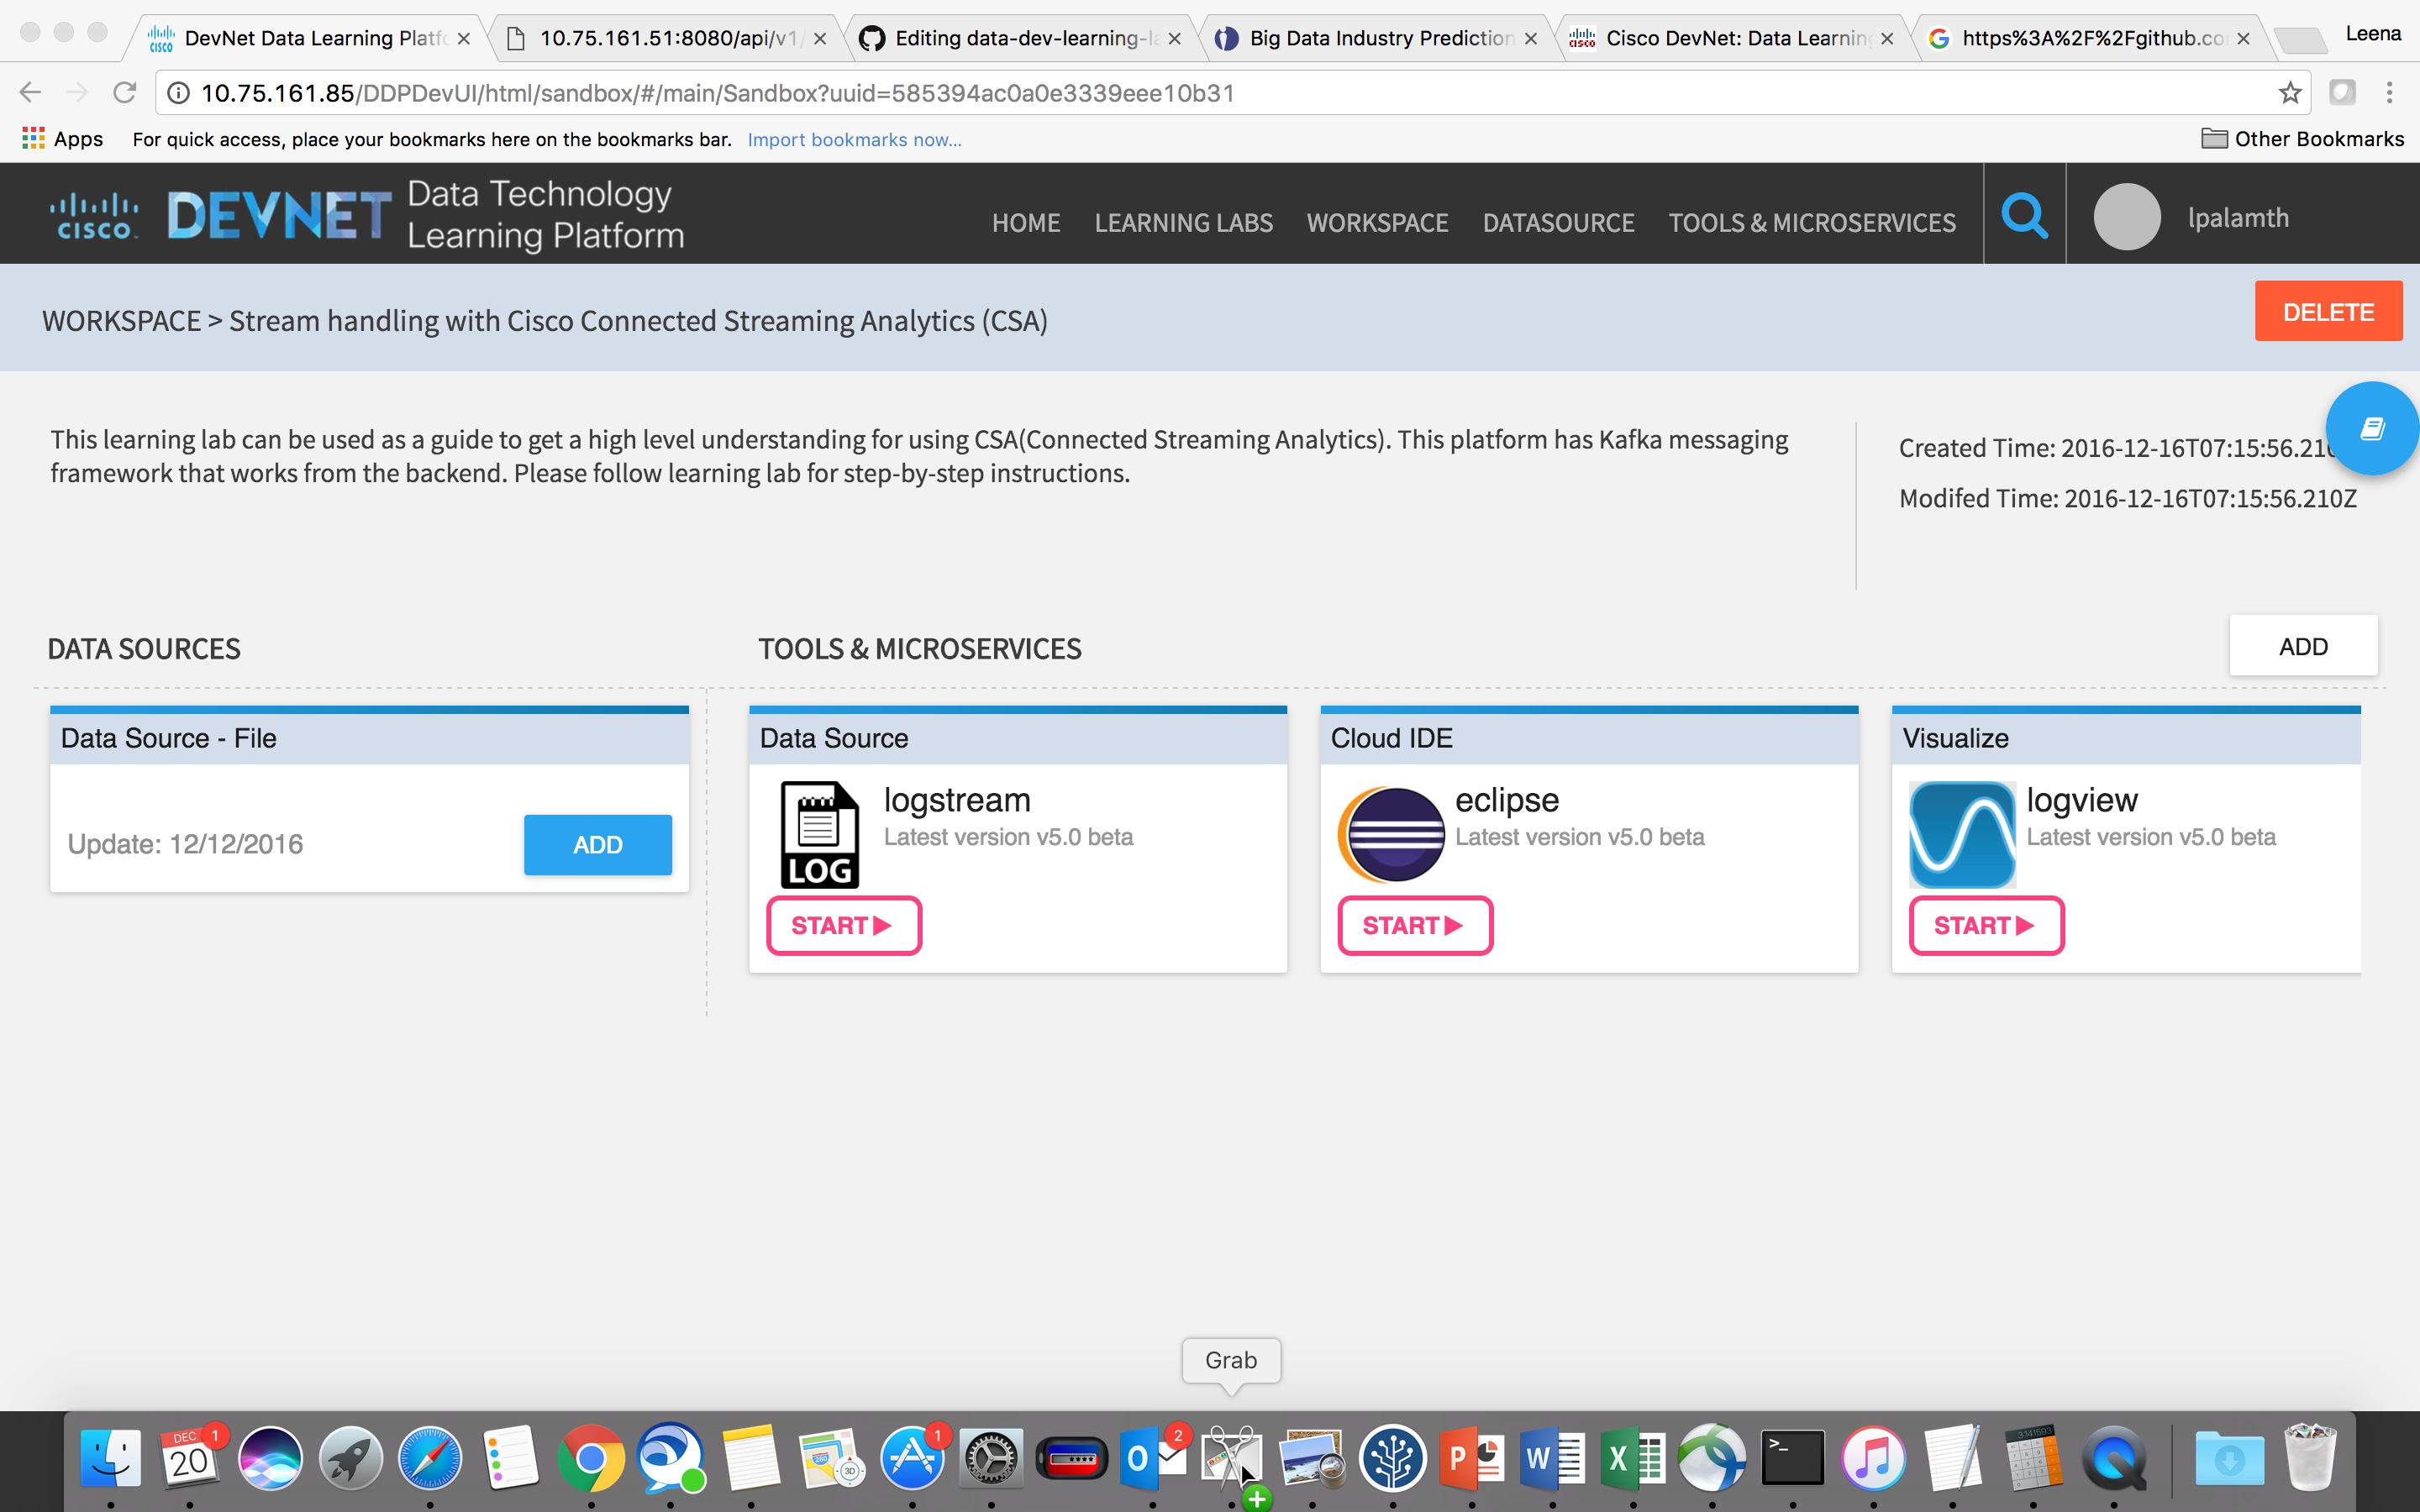 DevNet Data Learning Platfo
10.75.161.51:8080/api/v1/
Editing data-dev-learning-la
Big Data Industry Prediction
Cisco DevNet: Data Learning
https%3A%2F%2Fgithub.co
Leena
10.75.161.85/DDPDevUI/html/sandbox/#/main/Sandbox?uuid=585394ac0a0e3339eee10b31
Apps
For quick access, place your bookmarks here on the bookmarks bar. Import bookmarks now...
Other Bookmarks
CISCO
DEVNET
Data Technology
Learning Platform
HOME
LEARNING LABS
WORKSPACE
DATASOURCE
TOOLS & MICROSERVICES
lpalamth
WORKSPACE > Stream handling with Cisco Connected Streaming Analytics (CSA)
DELETE
This learning lab can be used as a guide to get a high level understanding for using CSA(Connected Streaming Analytics). This platform has Kafka messaging
framework that works from the backend. Please follow learning lab for step-by-step instructions.
Created Time: 2016-12-16T07:15:56.210
Modifed Time: 2016-12-16T07:15:56.210Z
DATA SOURCES
TOOLS & MICROSERVICES
ADD
Data Source - File
Update: 12/12/2016
ADD
Data Source
LOG
logstream
Latest version v5.0 beta
START
Cloud IDE
eclipse
Latest version v5.0 beta
START
Visualize
logview
Latest version v5.0 beta
START
Grab
DEC
20
1
280
3D
1
O
2
P
W
X
>_
3.141593